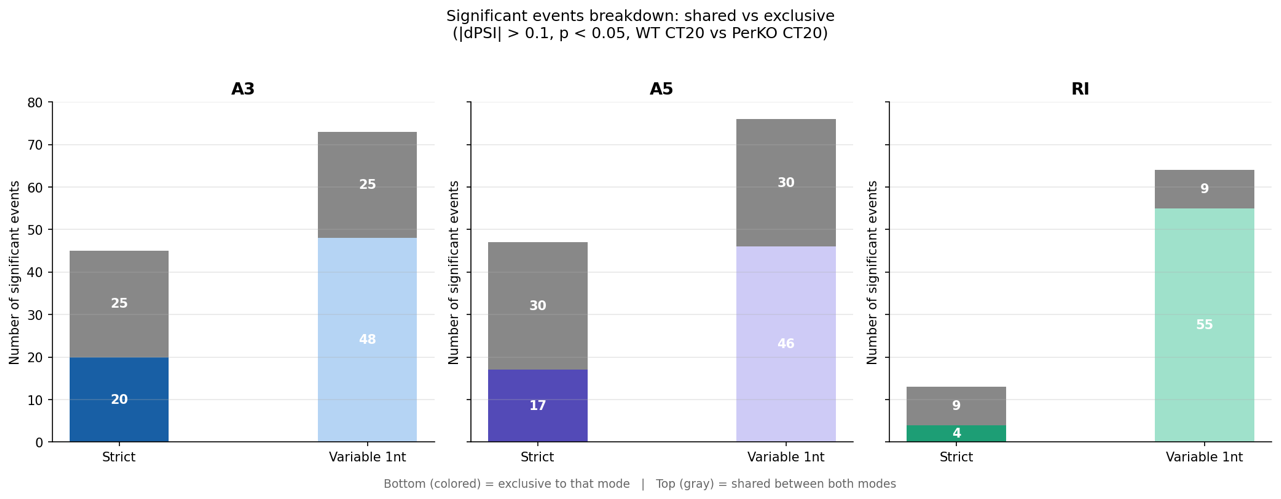 Significant events breakdown: shared vs exclusive
(|dPSI| > 0.1, p < 0.05, WT CT20 vs PerKO CT20)
A3
Number of significant events
80
70
60
50
40
30
20
10
0
25
20
25
48
Strict
Variable 1nt
A5
Number of significant events
30
17
30
46
Strict
Variable 1nt
RI
Number of significant events
9
4
9
55
Strict
Variable 1nt
Bottom (colored) = exclusive to that mode | Top (gray) = shared between both modes